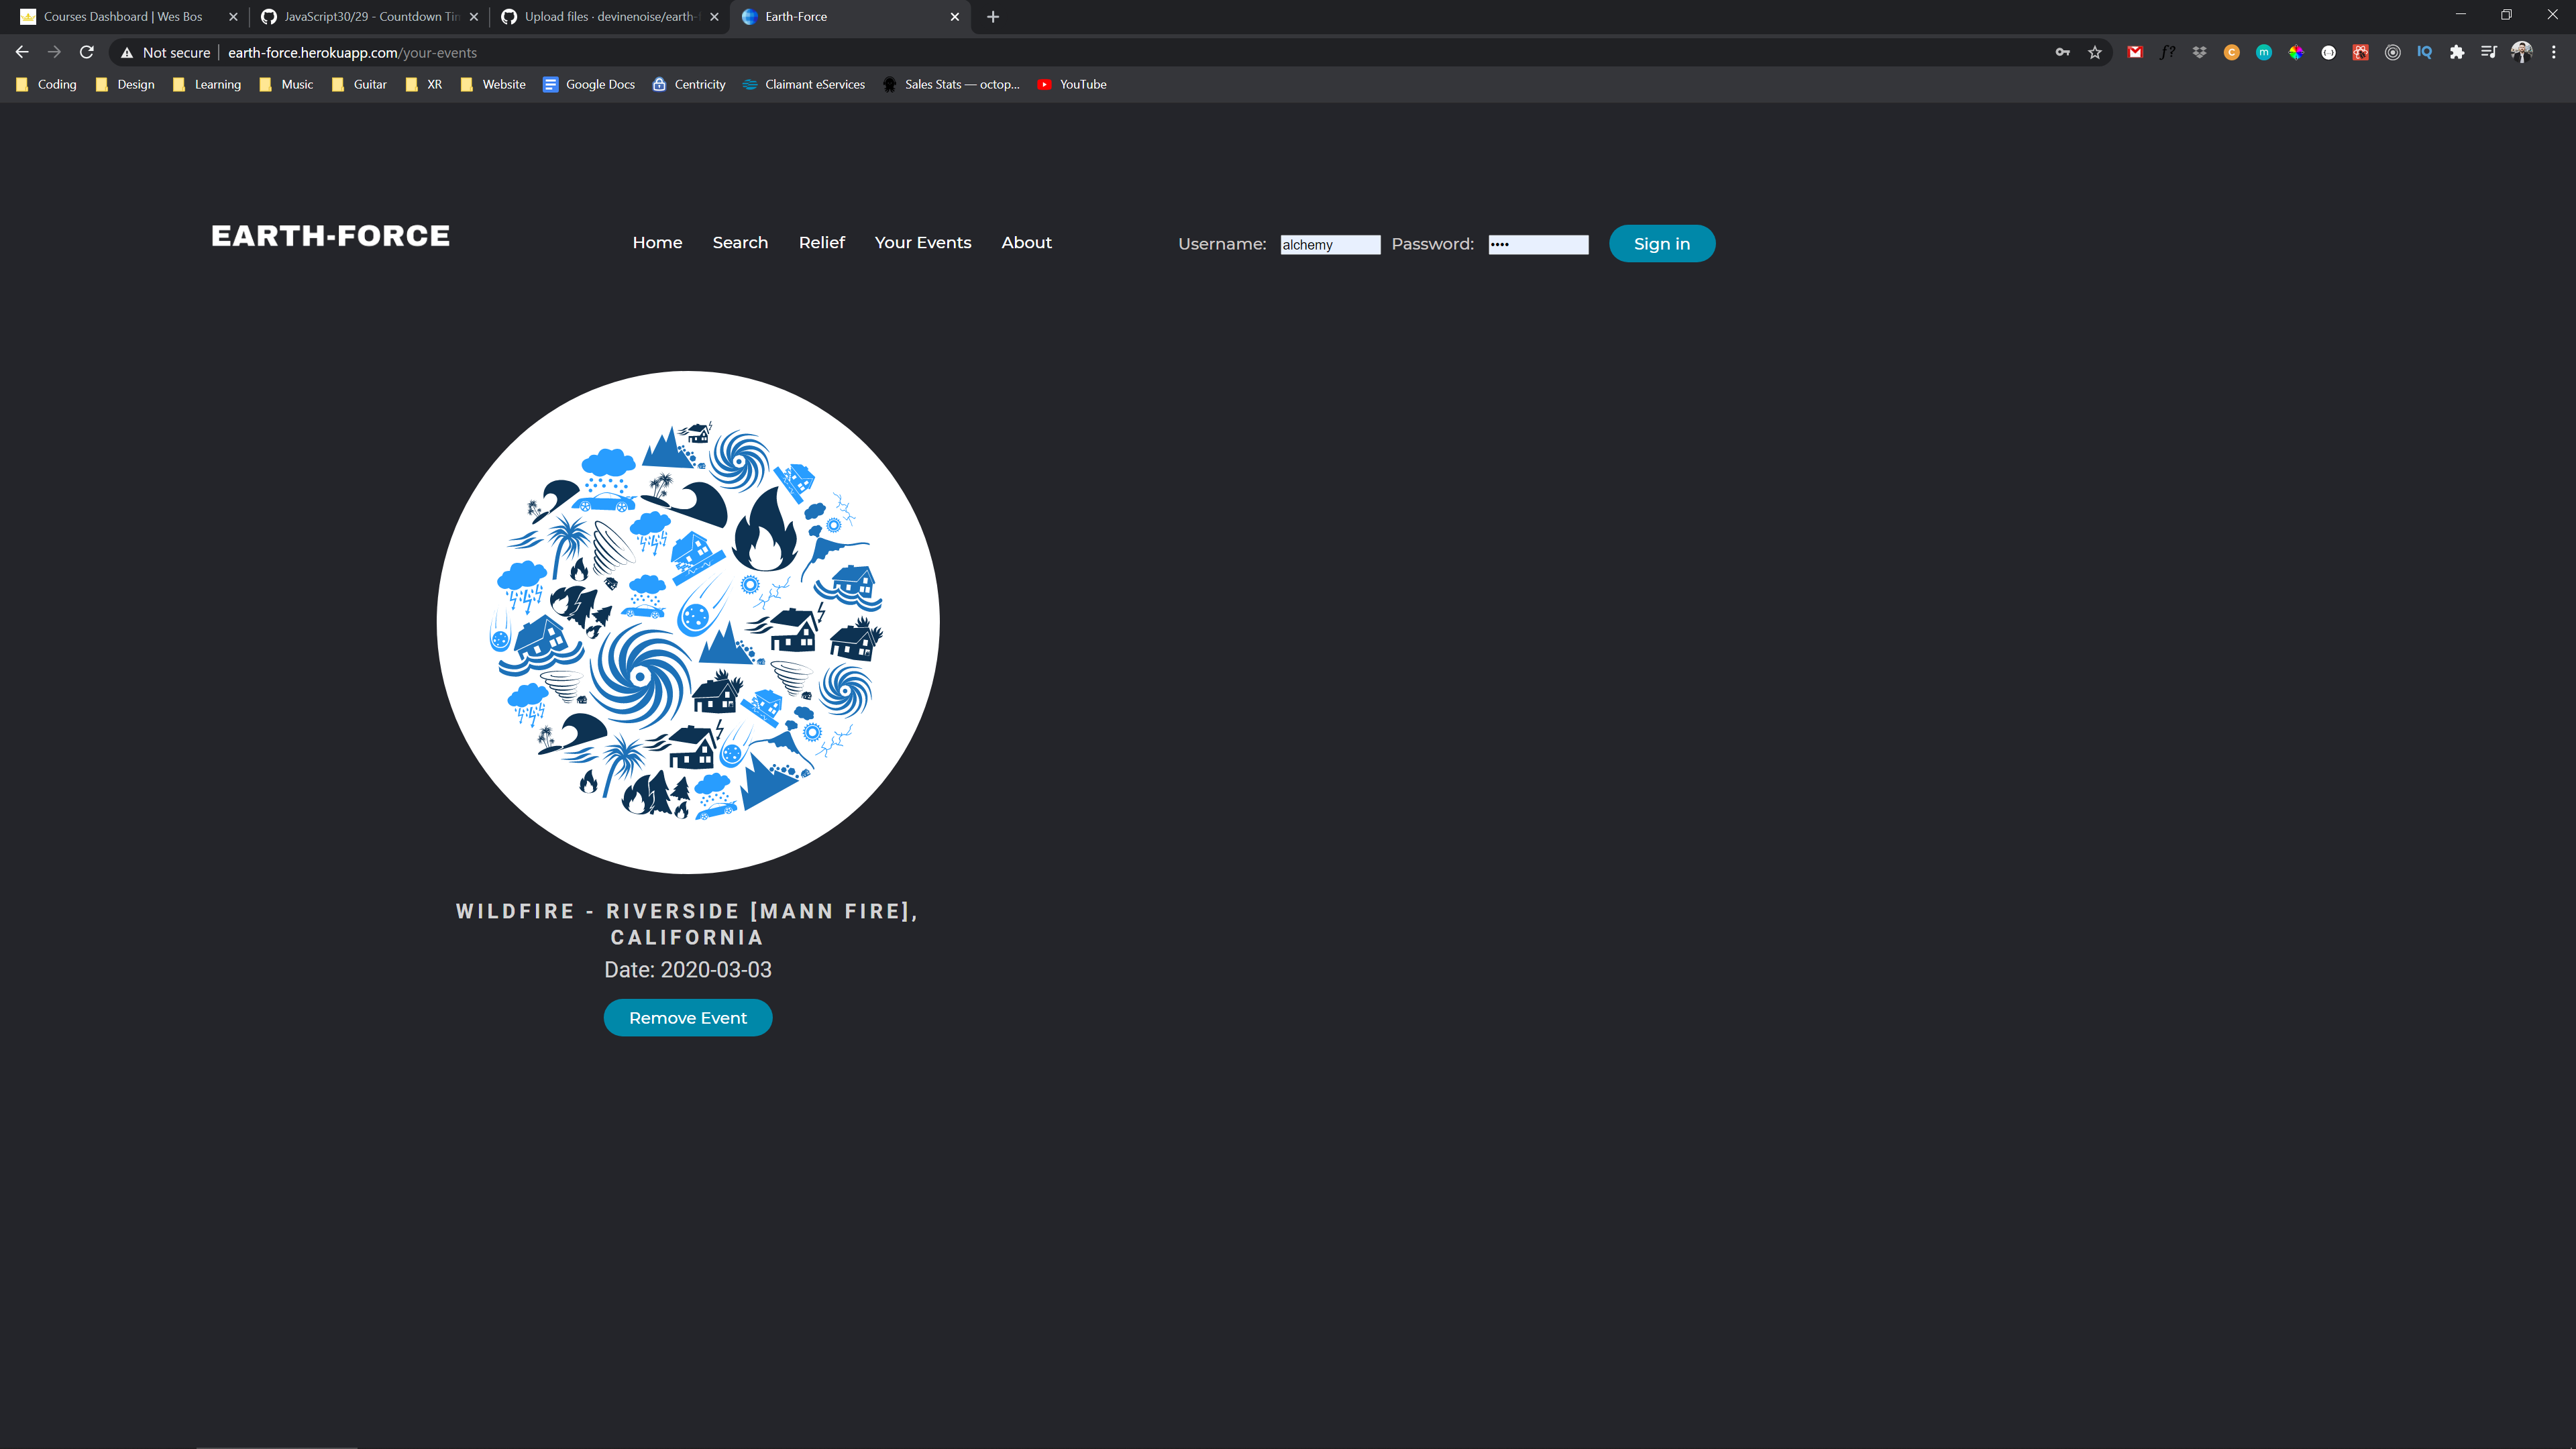 Courses Dashboard | Wes Bos
JavaScript30/29 - Countdown Tin
Upload files · devinenoise/earth-
Earth-Force
Not secure
earth-force.herokuapp.com/your-events
Coding
Design
Learning
Music
Guitar
XR
Website
Google Docs
Centricity
Claimant eServices
Sales Stats — octop...
YouTube
EARTH-FORCE
Home
Search
Relief
Your Events
About
Username:
alchemy
Password:
••••
Sign in
WILDFIRE - RIVERSIDE [MANN FIRE],
CALIFORNIA
Date: 2020-03-03
Remove Event